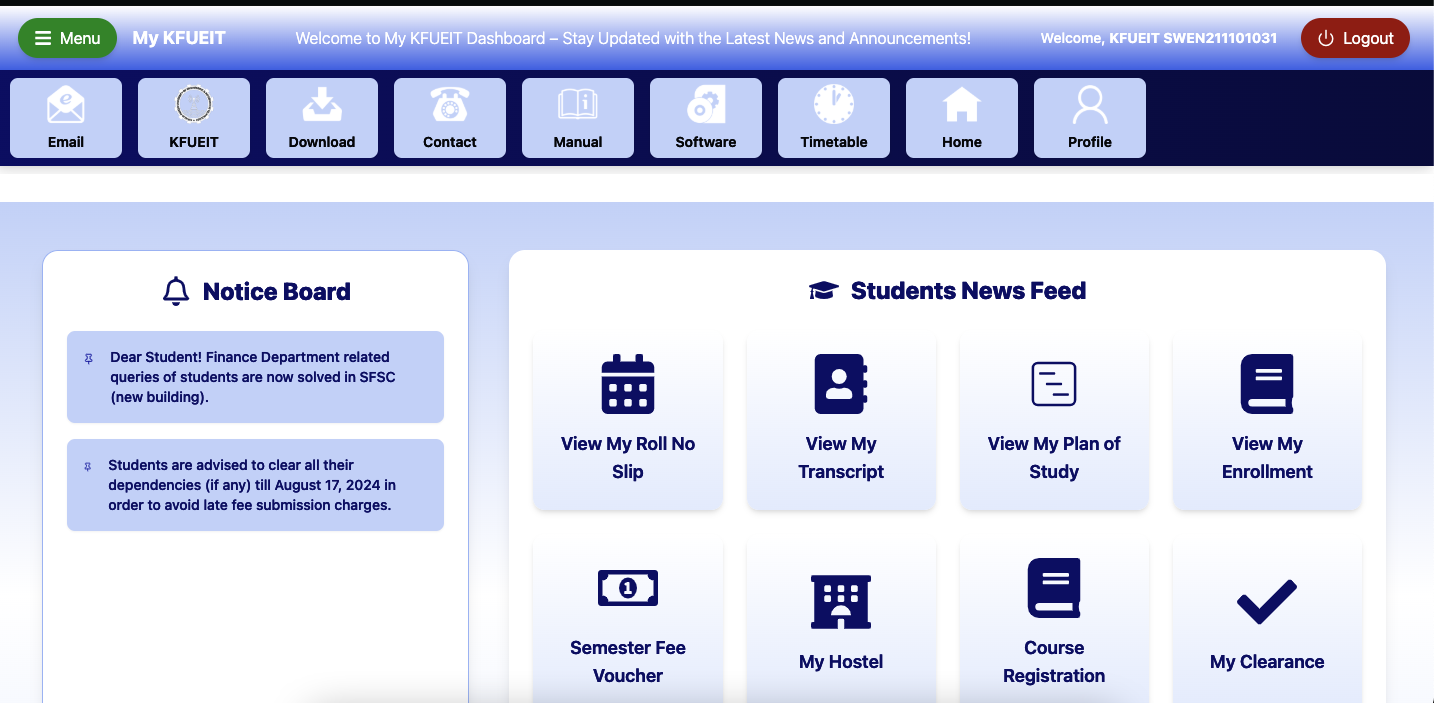 Menu
My KFUEIT
Welcome to My KFUEIT Dashboard – Stay Updated with the Latest News and Announcements!
Welcome, KFUEIT SWEN211101031
Logout
Email
KFUEIT
Download
Contact
Manual
Software
Timetable
Home
Profile
Notice Board
Dear Student! Finance Department related
queries of students are now solved in SFSC
(new building).
Students are advised to clear all their
dependencies (if any) till August 17, 2024 in
order to avoid late fee submission charges.
Students News Feed
View My Roll No
Slip
View My
Transcript
View My Plan of
Study
View My
Enrollment
1
Semester Fee
Voucher
My Hostel
Course
Registration
My Clearance